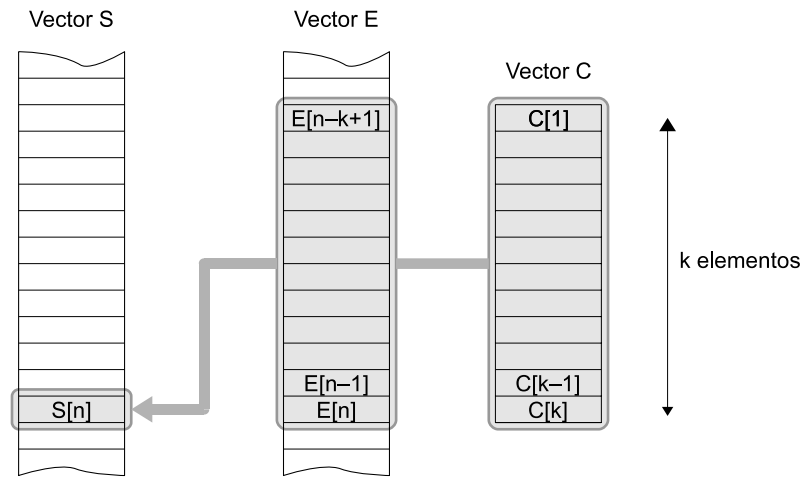 Vector S
Vector E
Vector C
E[n–k+1]
C[1]
k elementos
E[n–1]
C[k–1]
S[n]
E[n]
C[k]